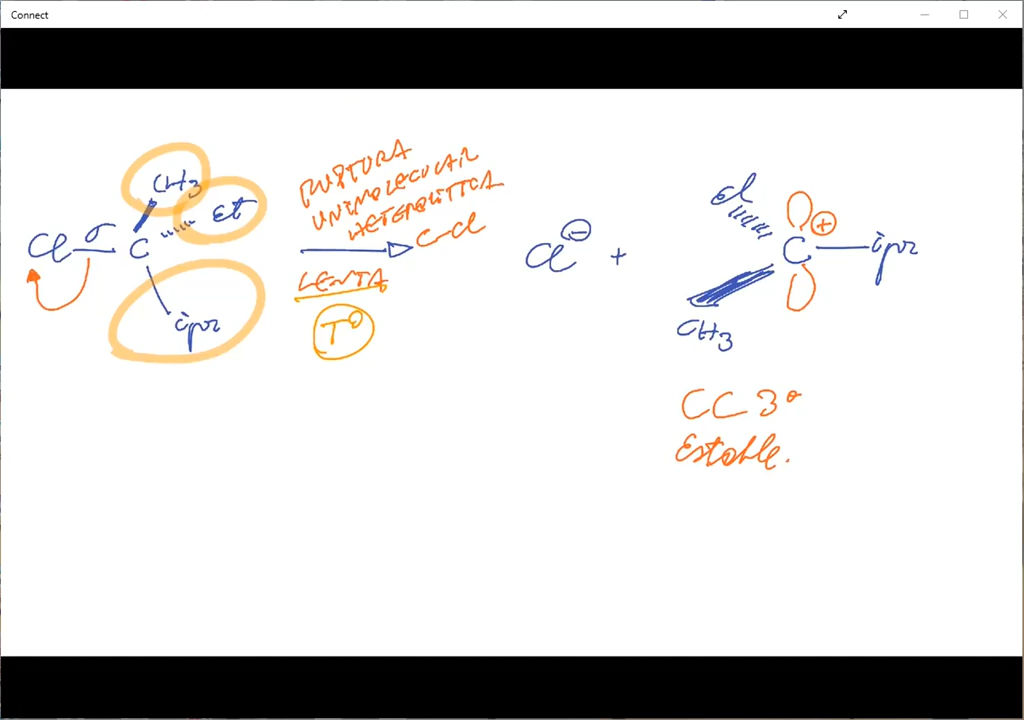 Connect
CH3
Et
Cl σ C
ipr
RUPTURA
UNIMOLECULAR
HETEROLITICA
C-Cl
LENTA
T°
Cl⊖ +
Et
C ⊕ ipr
CH3
CC 3°
Estable.